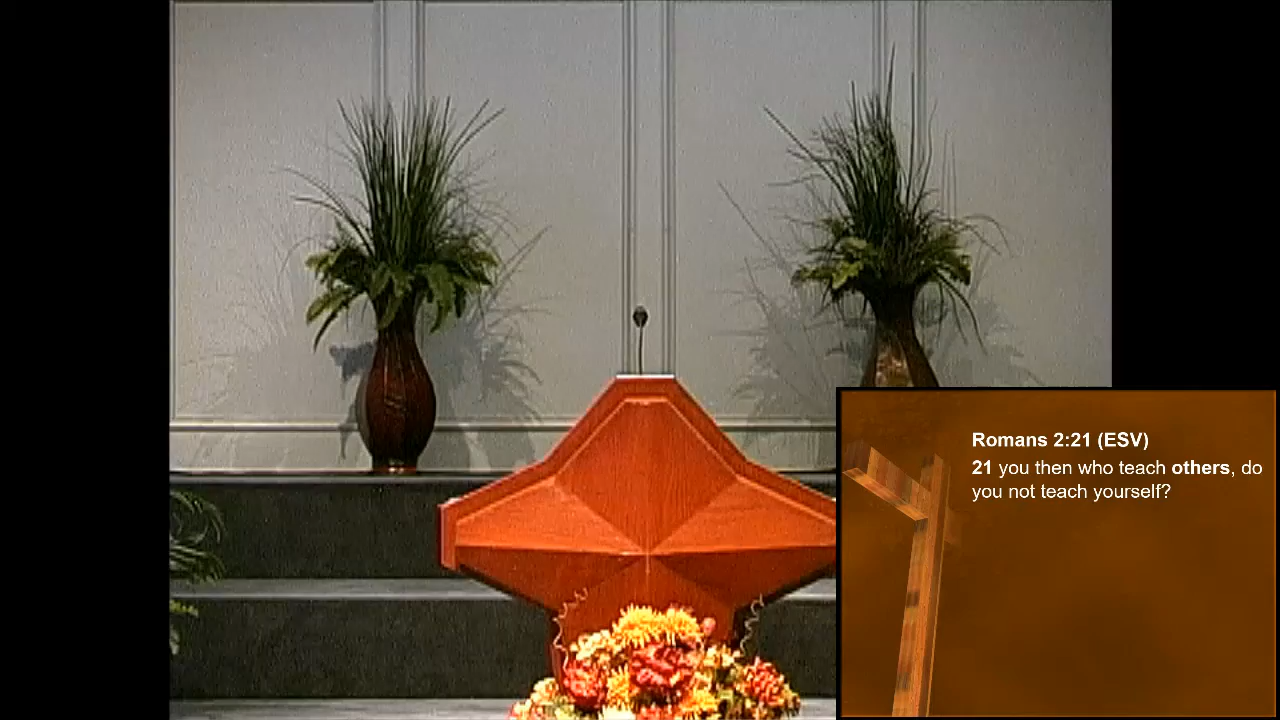 Romans 2:21 (ESV)
21 you then who teach others, do
you not teach yourself?